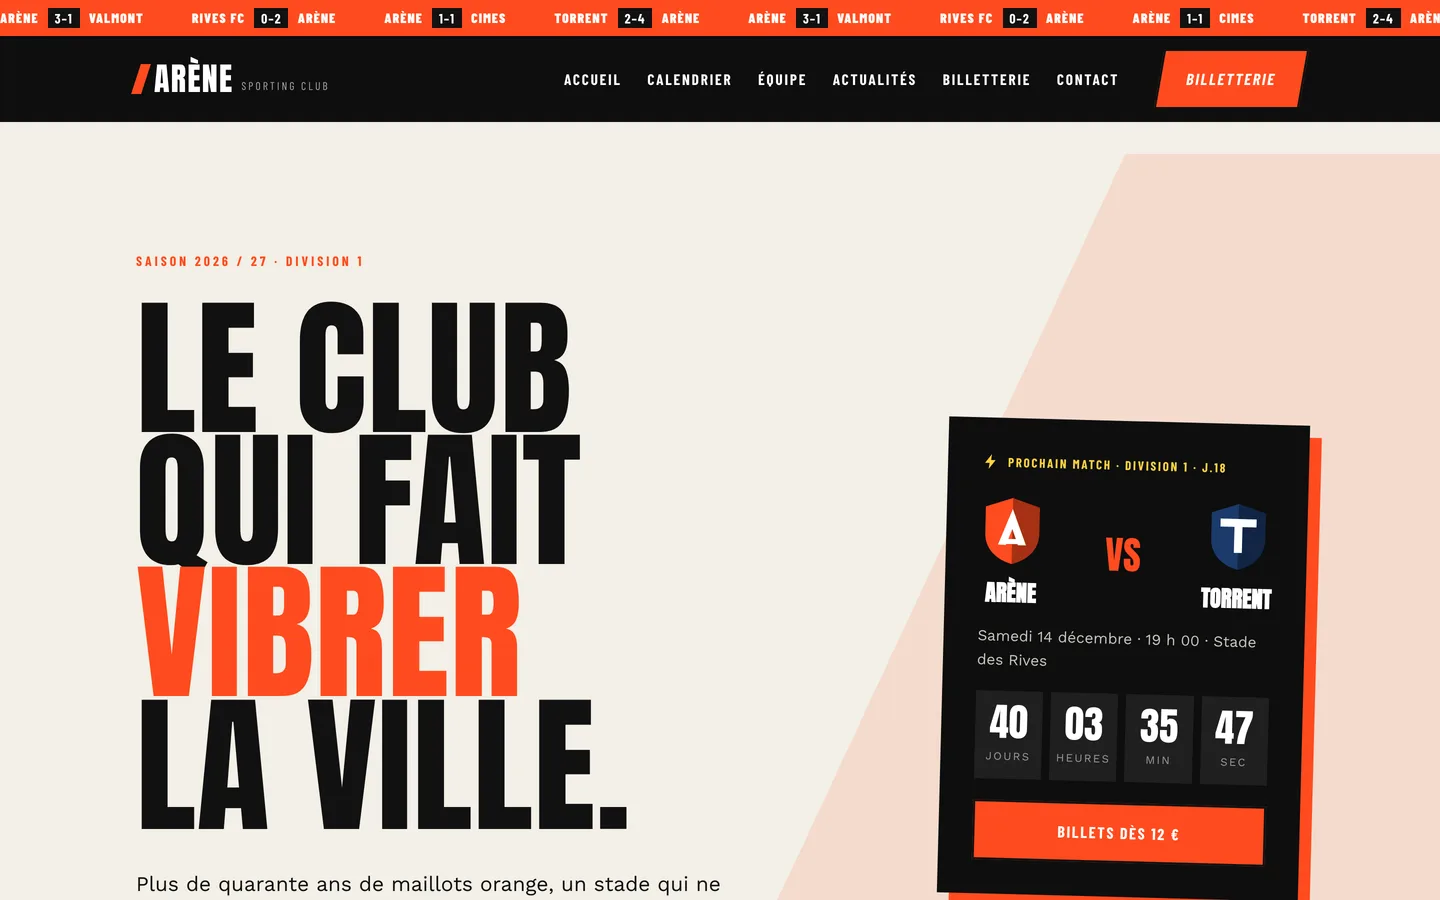 ARÈNE 3-1 VALMONT RIVES FC 0-2 ARÈNE ARÈNE 1-1 CIMES TORRENT 2-4 ARÈNE ARÈNE 3-1 VALMONT RIVES FC 0-2 ARÈNE ARÈNE 1-1 CIMES TORRENT 2-4 ARÈN
ARÈNE SPORTING CLUB
ACCUEIL CALENDRIER ÉQUIPE ACTUALITÉS BILLETTERIE CONTACT BILLETTERIE
SAISON 2026 / 27 · DIVISION 1
LE CLUB
QUI FAIT
VIBRER
LA VILLE.
Plus de quarante ans de maillots orange, un stade qui ne
PROCHAIN MATCH · DIVISION 1 · J.18
A T
VS
ARÈNE TORRENT
Samedi 14 décembre · 19 h 00 · Stade
des Rives
40 03 35 47
JOURS HEURES MIN SEC
BILLETS DÈS 12 €